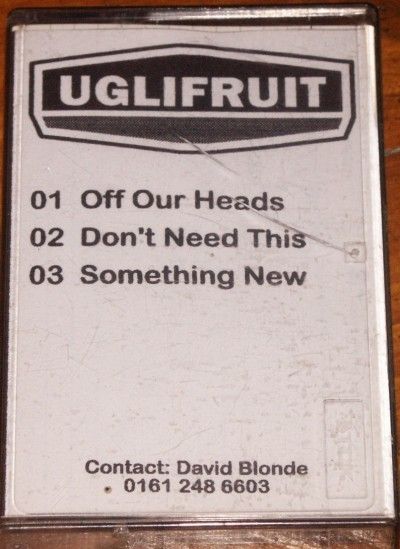 UGLIFRUIT
01 Off Our Heads
02 Don't Need This
03 Something New
Contact: David Blonde
0161 248 6603